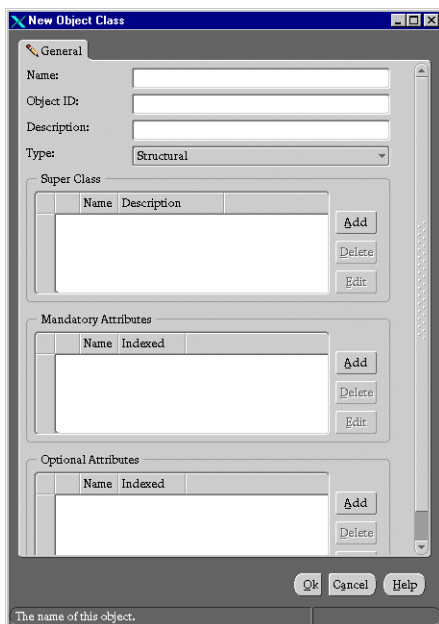 New Object Class
General
Name:
Object ID:
Description:
Type: Structural
Super Class
Name Description
Add
Delete
Edit
Mandatory Attributes
Name Indexed
Add
Delete
Edit
Optional Attributes
Name Indexed
Add
Delete
Ok Cancel Help
The name of this object.